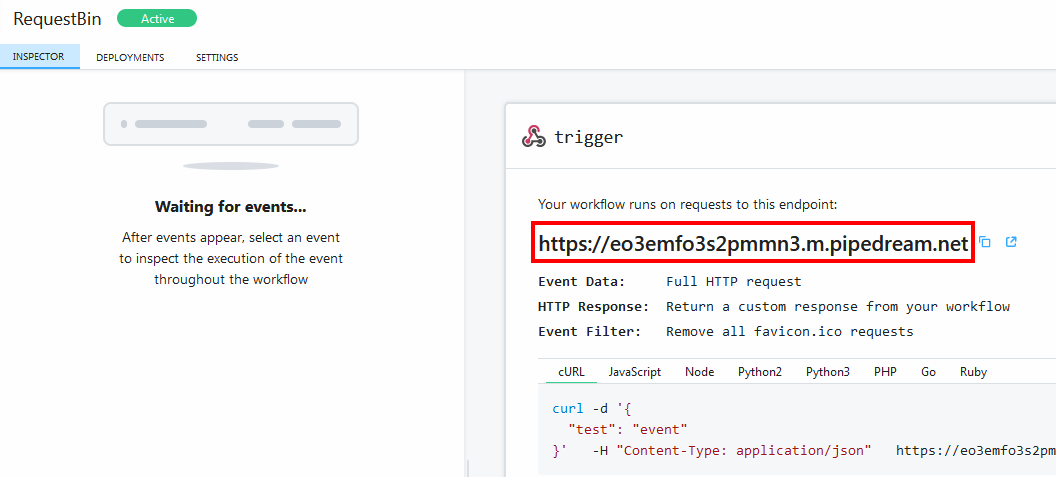 RequestBin
Active
INSPECTOR
DEPLOYMENTS
SETTINGS
Waiting for events...
After events appear, select an event
to inspect the execution of the event
throughout the workflow
trigger
Your workflow runs on requests to this endpoint:
https://eo3emfo3s2pmmn3.m.pipedream.net
Event Data: Full HTTP request
HTTP Response: Return a custom response from your workflow
Event Filter: Remove all favicon.ico requests
cURL JavaScript Node Python2 Python3 PHP Go Ruby
curl -d '{
"test": "event"
}' -H "Content-Type: application/json" https://eo3emfo3s2pm